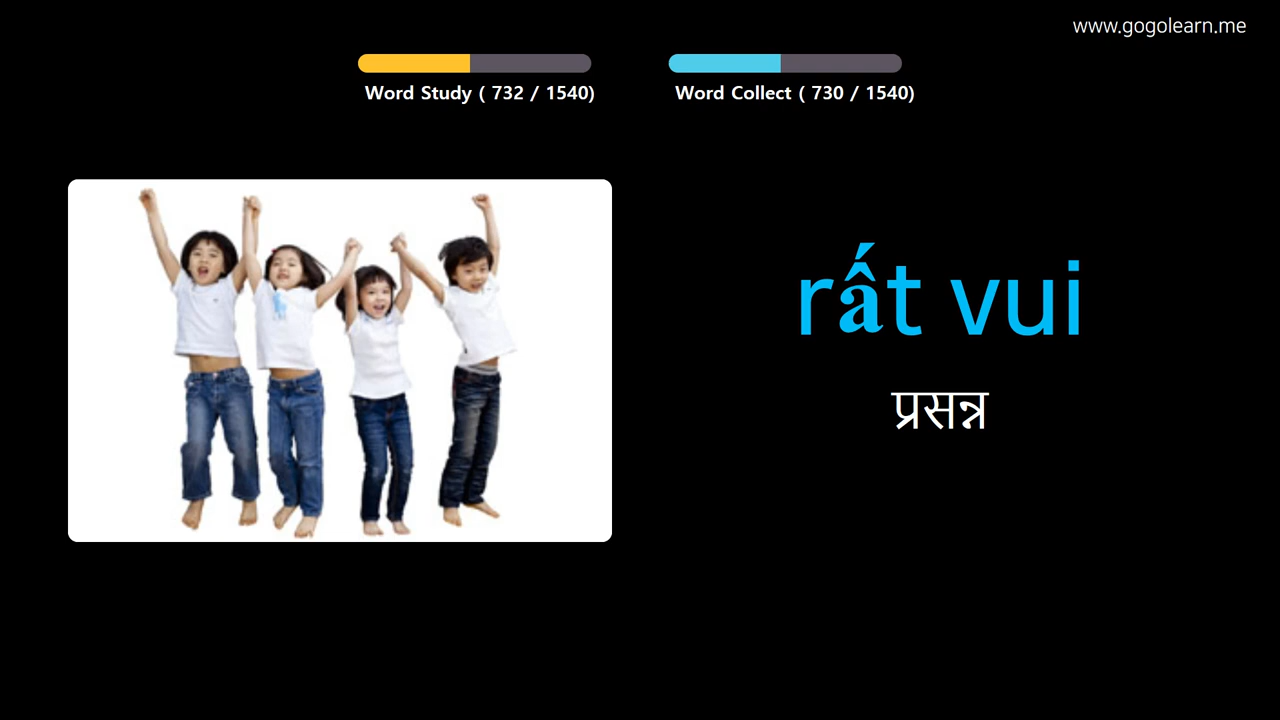 www.gogolearn.me
Word Study ( 732 / 1540)
Word Collect ( 730 / 1540)
rất vui
प्रसन्न